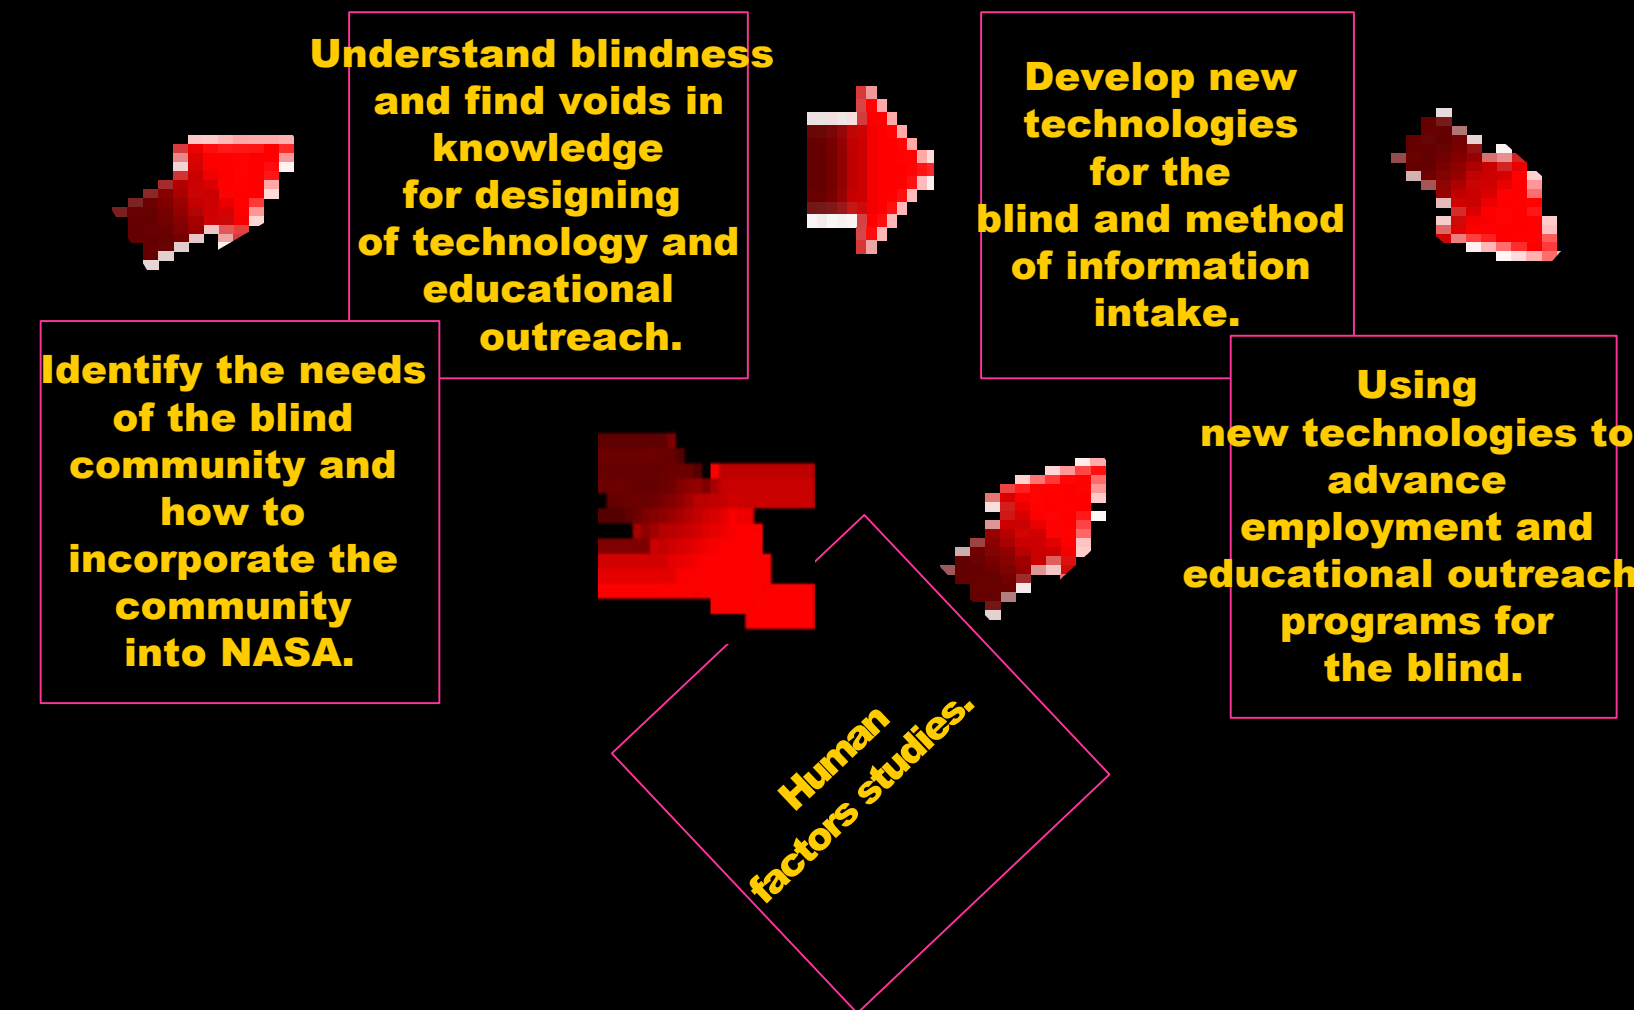 Understand blindness
and find voids in
knowledge
for designing
of technology and
educational
outreach.
Develop new
technologies
for the
blind and method
of information
intake.
Identify the needs
of the blind
community and
how to
incorporate the
community
into NASA.
Using
new technologies to
advance
employment and
educational outreach
programs for
the blind.
Human
factors studies.